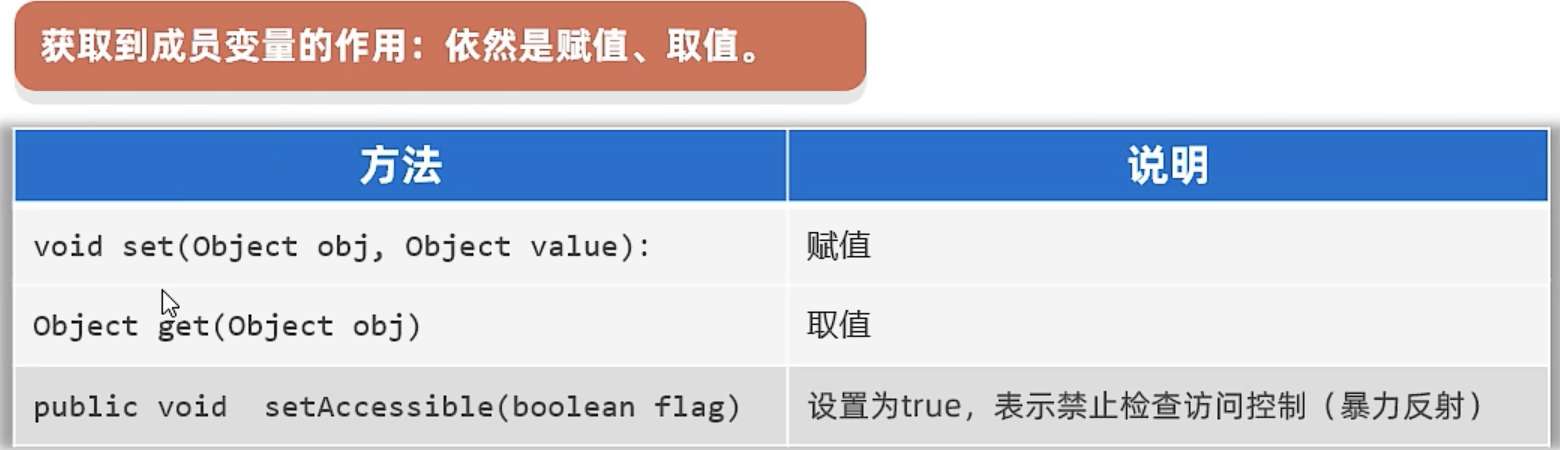 获取到成员变量的作用：依然是赋值、取值。
方法 说明
void set(Object obj, Object value): 赋值
Object get(Object obj) 取值
public void  setAccessible(boolean flag) 设置为true，表示禁止检查访问控制（暴力反射）